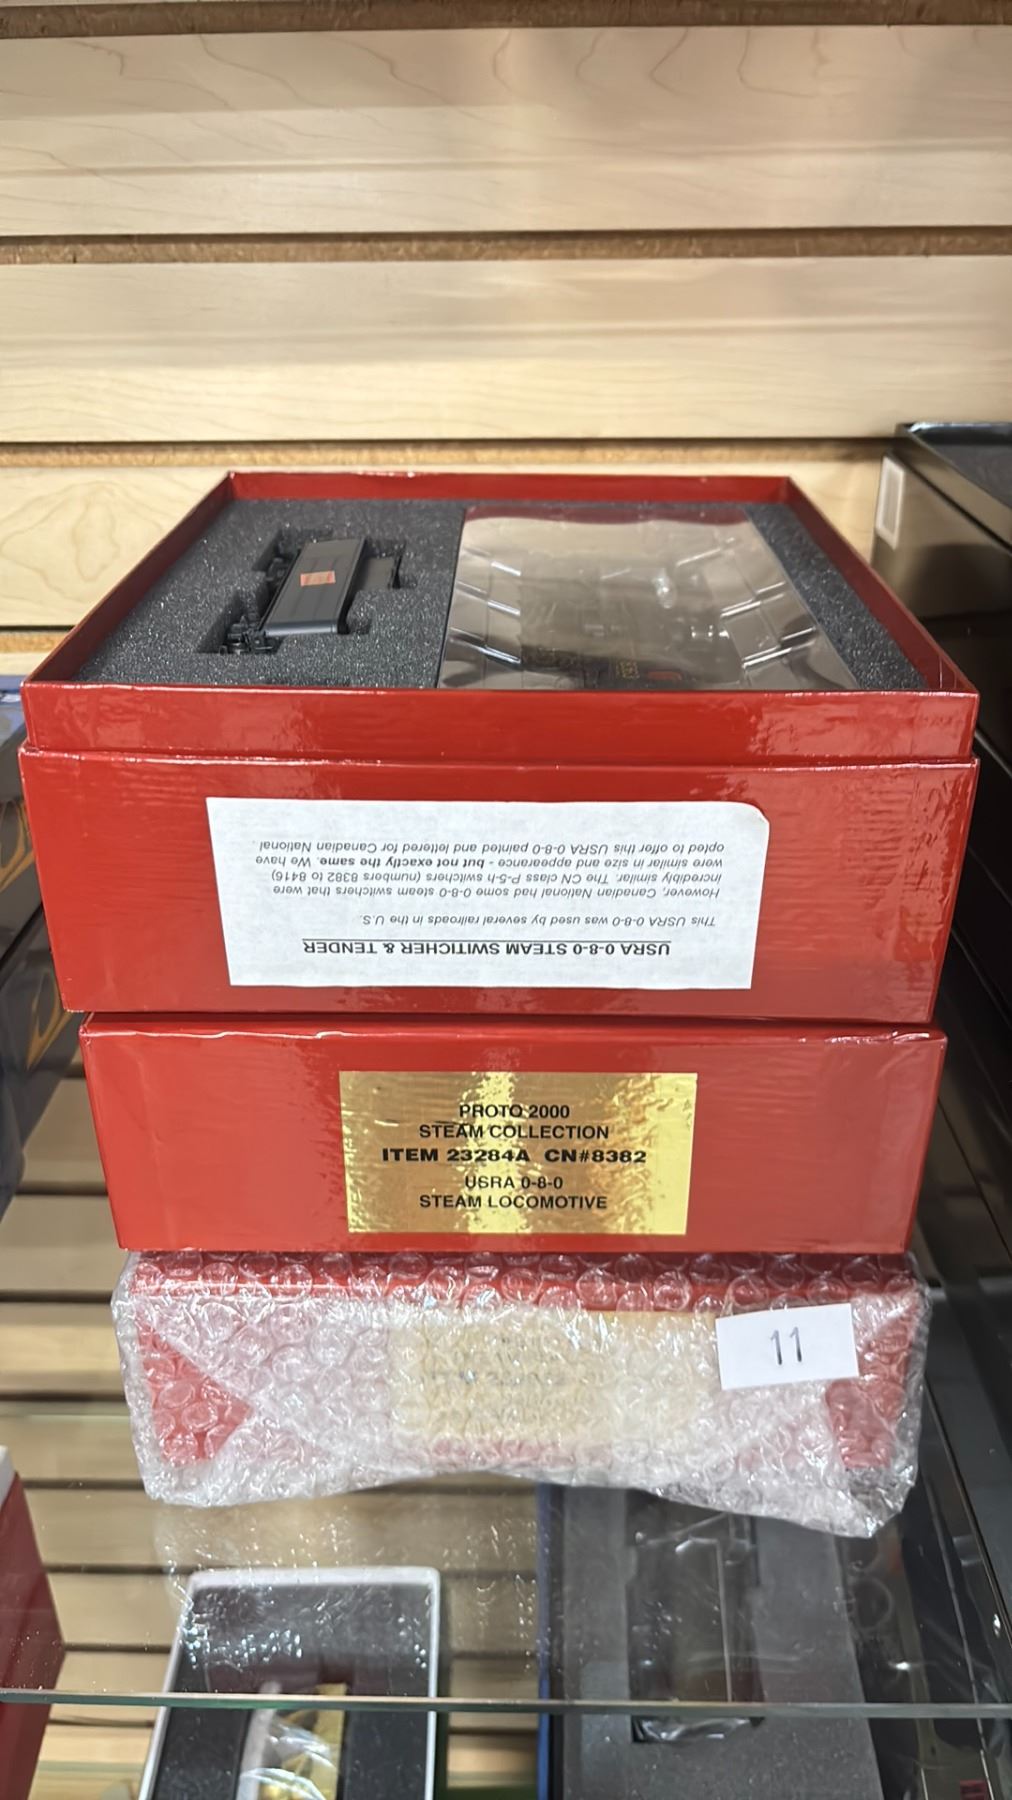 USRA 0-8-0 STEAM SWITICHER & TENDER
This USRA 0-8-0 was used by several railroads in the U.S.
However, Canadian National had some 0-8-0 steam switchers that were
incredibly similar. The CN class P-5-h switchers (numbers 8382 to 8416)
were similar in size and appearance - but not exactly the same. We have
opted to offer this USRA 0-8-0 painted and lettered for Canadian National .
PROTO 2000
STEAM COLLECTION
ITEM 23284A CN#8382
USRA 0-8-0
STEAM LOCOMOTIVE
11